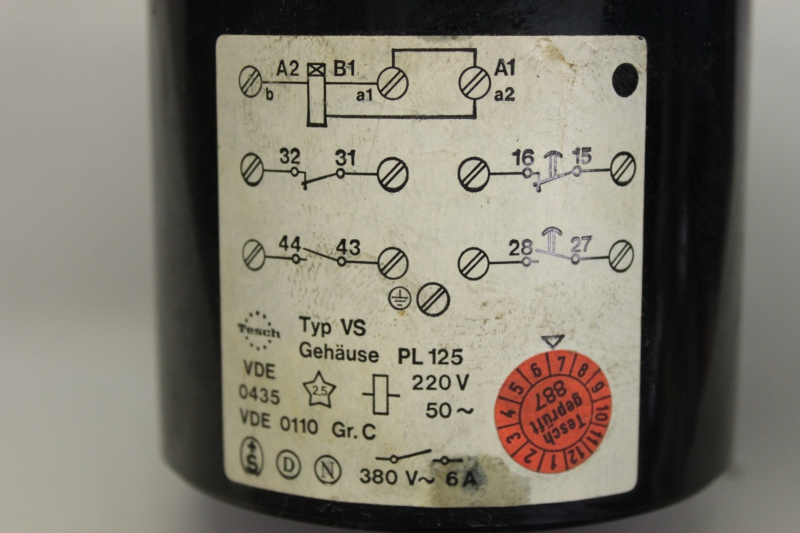 A2 B1 A1
b a1 a2
32 31 16 15
44 43 28 27
Tesch
Typ VS
Gehäuse PL 125
VDE
0435
2.5
220 V
50~
VDE 0110 Gr. C
S D N
380 V~ 6A
1 2 3 4 5 6 7 8 9 10 11 12
Tesch
geprüft
887